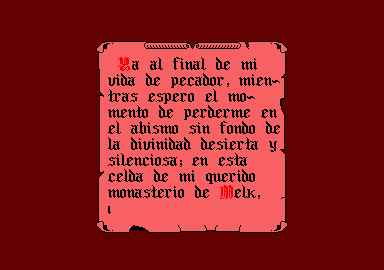 Ya al final de mi
vida de pecador, mien~
tras espero el mo~
mento de perderme en
el abismo sin fondo de
la divinidad desierta y
silenciosa; en esta
celda de mi querido
monasterio de Melk,